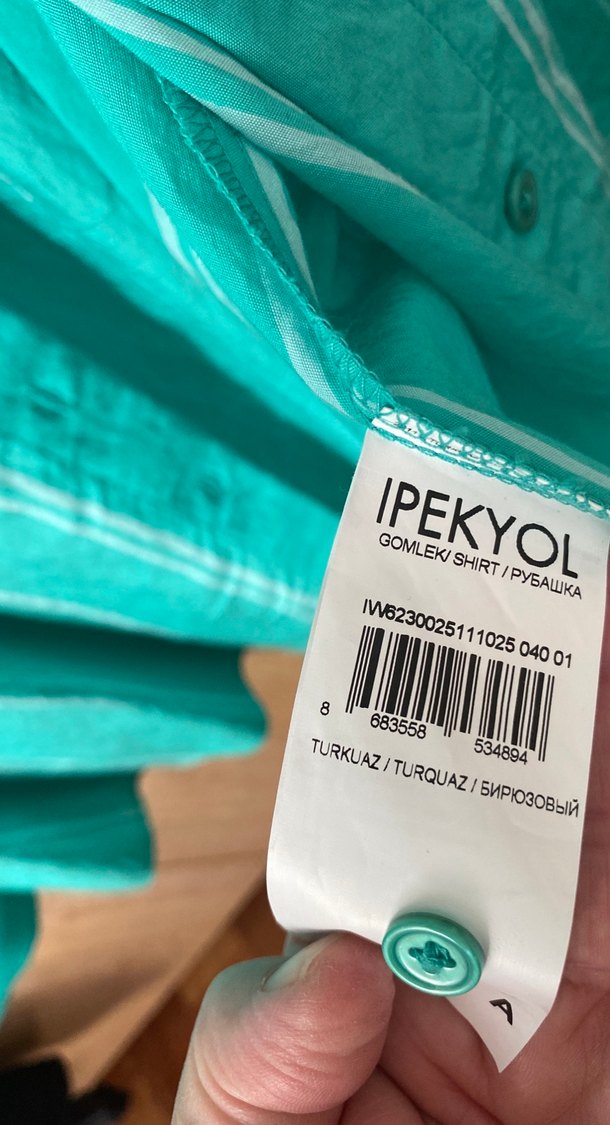 IPEKYOL
GOMLEK/ SHIRT / РУБАШКА
IW6230025111025 040 01
8 683558 534894
TURKUAZ / TURQUAZ / БИРЮЗОВЫЙ
A